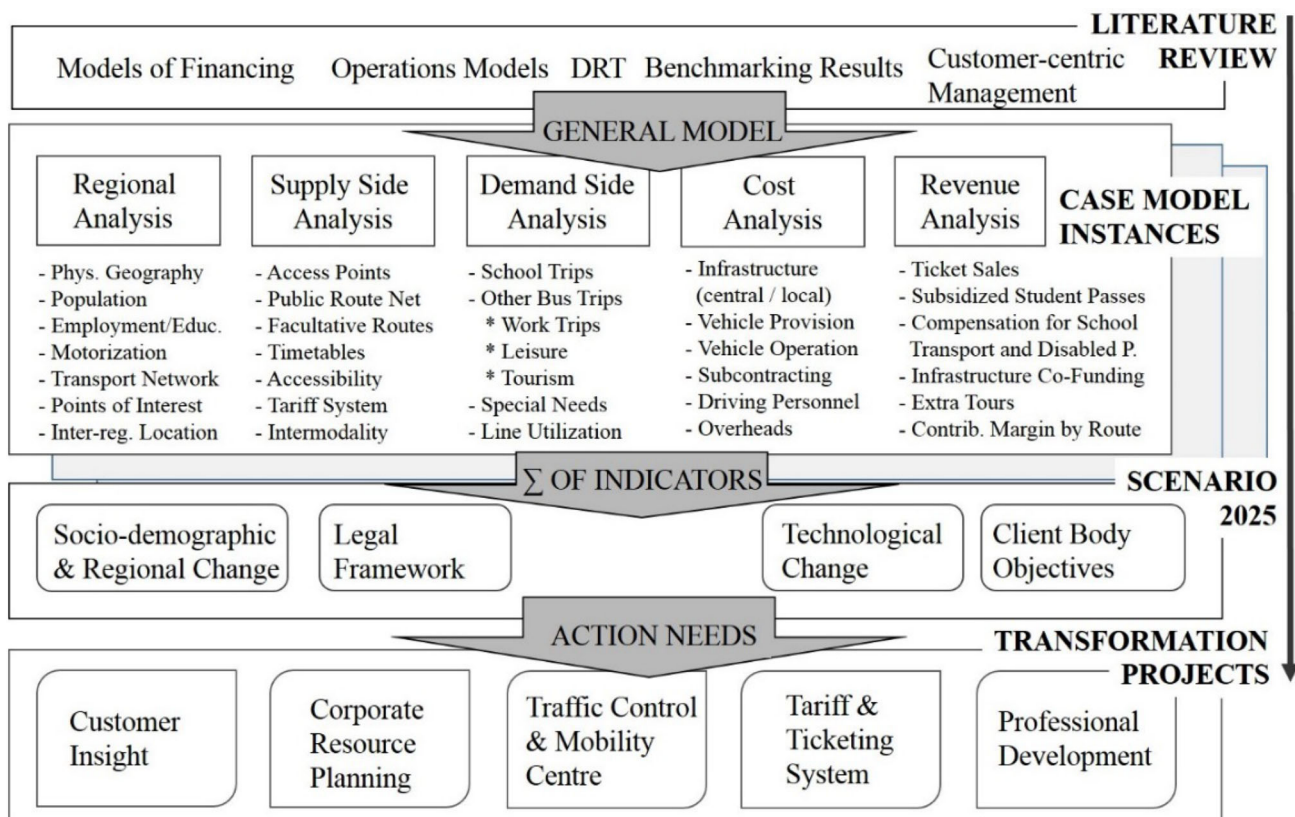 LITERATURE
REVIEW
Models of Financing
Operations Models
DRT
Benchmarking Results
Customer-centric
Management
GENERAL MODEL
CASE MODEL
INSTANCES
Regional
Analysis
- Phys. Geography
- Population
- Employment/Educ.
- Motorization
- Transport Network
- Points of Interest
- Inter-reg. Location
Supply Side
Analysis
- Access Points
- Public Route Net
- Facultative Routes
- Timetables
- Accessibility
- Tariff System
- Intermodality
Demand Side
Analysis
- School Trips
- Other Bus Trips
* Work Trips
* Leisure
* Tourism
- Special Needs
- Line Utilization
Cost
Analysis
- Infrastructure
(central / local)
- Vehicle Provision
- Vehicle Operation
- Subcontracting
- Driving Personnel
- Overheads
Revenue
Analysis
- Ticket Sales
- Subsidized Student Passes
- Compensation for School
Transport and Disabled P.
- Infrastructure Co-Funding
- Extra Tours
- Contrib. Margin by Route
∑ OF INDICATORS
SCENARIO
2025
Socio-demographic
& Regional Change
Legal
Framework
Technological
Change
Client Body
Objectives
ACTION NEEDS
TRANSFORMATION
PROJECTS
Customer
Insight
Corporate
Resource
Planning
Traffic Control
& Mobility
Centre
Tariff &
Ticketing
System
Professional
Development